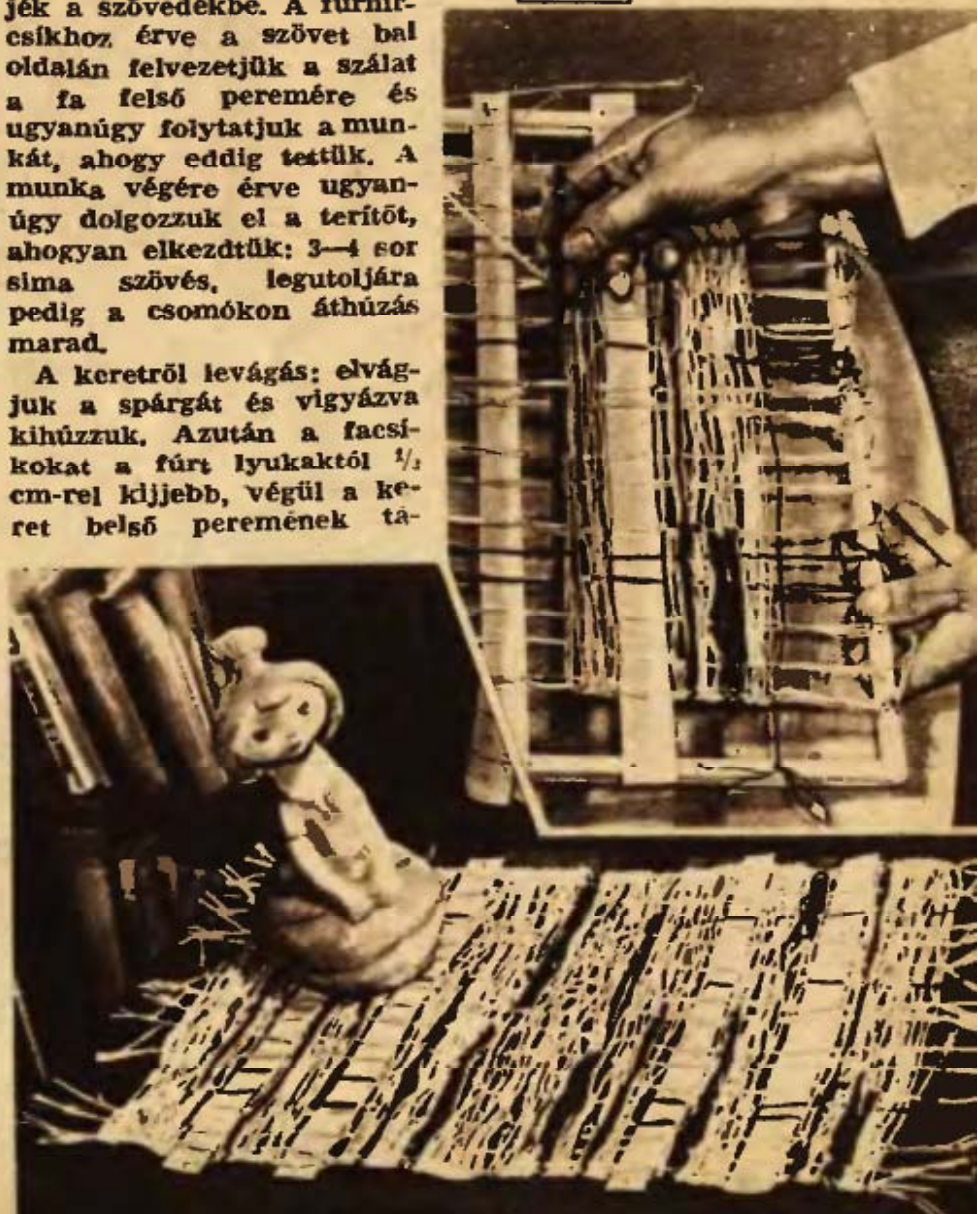 jék a szövedékbe. A furnír-
csíkhoz érve a szövet bal
oldalán felvezetjük a szálat
a fa felső peremére és
ugyanúgy folytatjuk a mun-
kát, ahogy eddig tettük. A
munka végére érve ugyan-
úgy dolgozzuk el a terítőt,
ahogyan elkezdtük: 3—4 sor
sima szövés, legutoljára
pedig a csomókon áthúzás
marad.
A keretről levágás: elvág-
juk a spárgát és vigyázva
kihúzzuk. Azután a facsí-
kokat a fúrt lyukaktól
cm-rel kijjebb, végül a ke-
ret belső peremének tá-